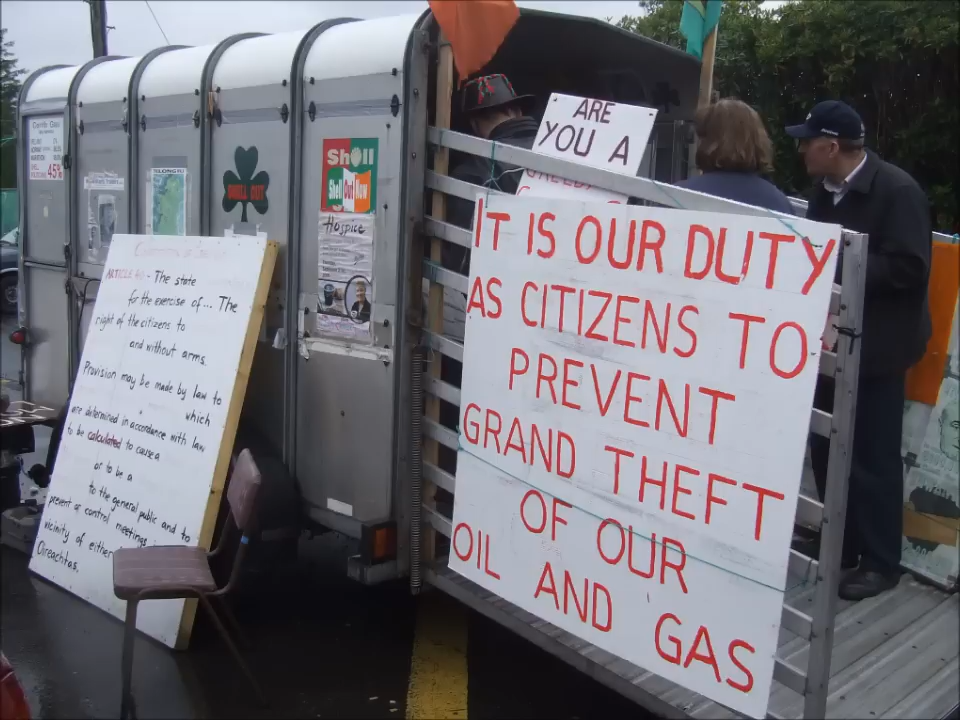 ARE
YOU A
IT IS OUR DUTY
AS CITIZENS TO
PREVENT
GRAND THEFT
OF OUR
OIL AND GAS
Shell
Shell Out Now
Hospice
SHELL OUT
Corrib Gas
45%
ARTICLE 40 - The state
for the exercise of... The
right of the citizens to
and without arms.
Provision may be made by law to
which
are determined in accordance with law
to be calculated to cause a
or to be a
to the general public and to
prevent or control meetings
vicinity of either
Oireachtas.